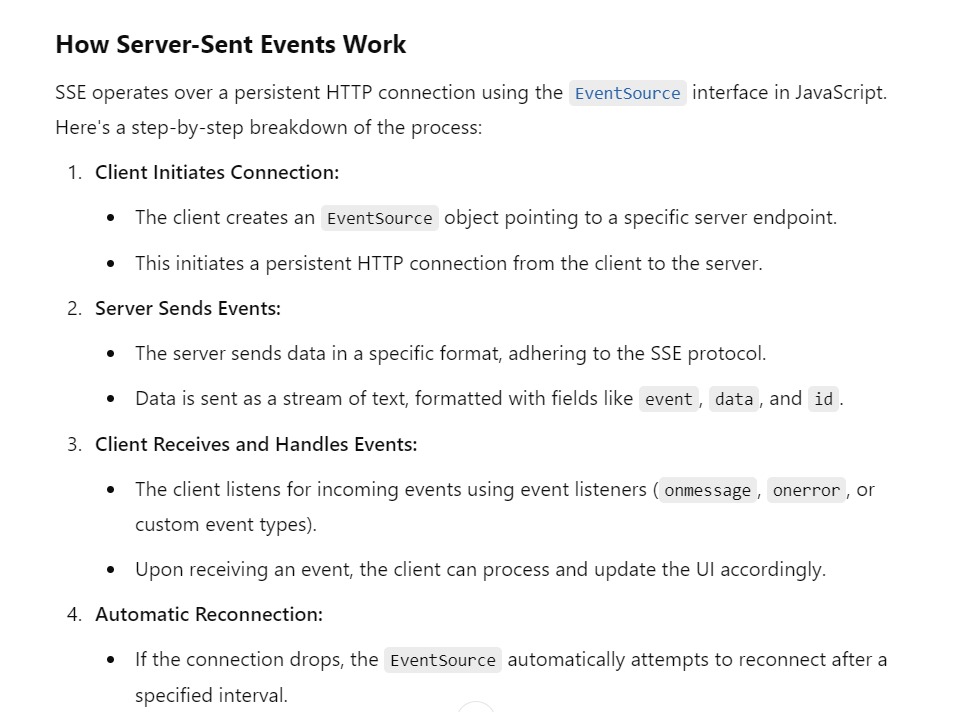 How Server-Sent Events Work
SSE operates over a persistent HTTP connection using the EventSource interface in JavaScript.
Here's a step-by-step breakdown of the process:
1. Client Initiates Connection:
• The client creates an EventSource object pointing to a specific server endpoint.
• This initiates a persistent HTTP connection from the client to the server.
2. Server Sends Events:
• The server sends data in a specific format, adhering to the SSE protocol.
• Data is sent as a stream of text, formatted with fields like event, data, and id.
3. Client Receives and Handles Events:
• The client listens for incoming events using event listeners (onmessage, onerror, or
custom event types).
• Upon receiving an event, the client can process and update the UI accordingly.
4. Automatic Reconnection:
• If the connection drops, the EventSource automatically attempts to reconnect after a
specified interval.